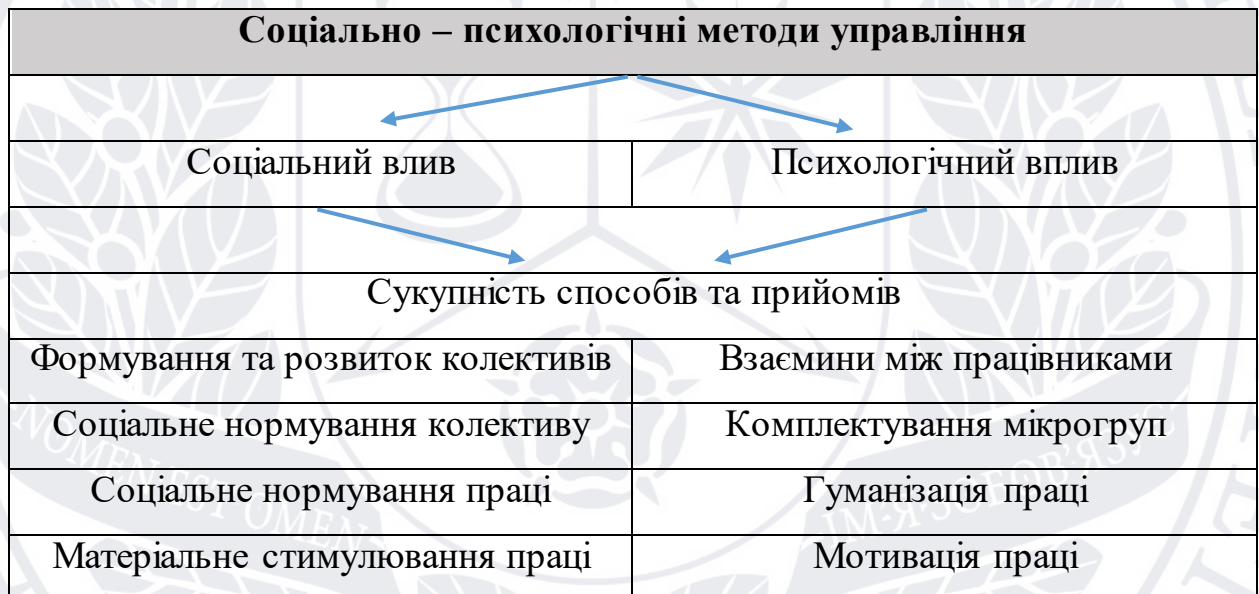 Соціально – психологічні методи управління
Соціальний влив
Психологічний вплив
Сукупність способів та прийомів
Формування та розвиток колективів
Взаємини між працівниками
Соціальне нормування колективу
Комплектування мікрогруп
Соціальне нормування праці
Гуманізація праці
Матеріальне стимулювання праці
Мотивація праці